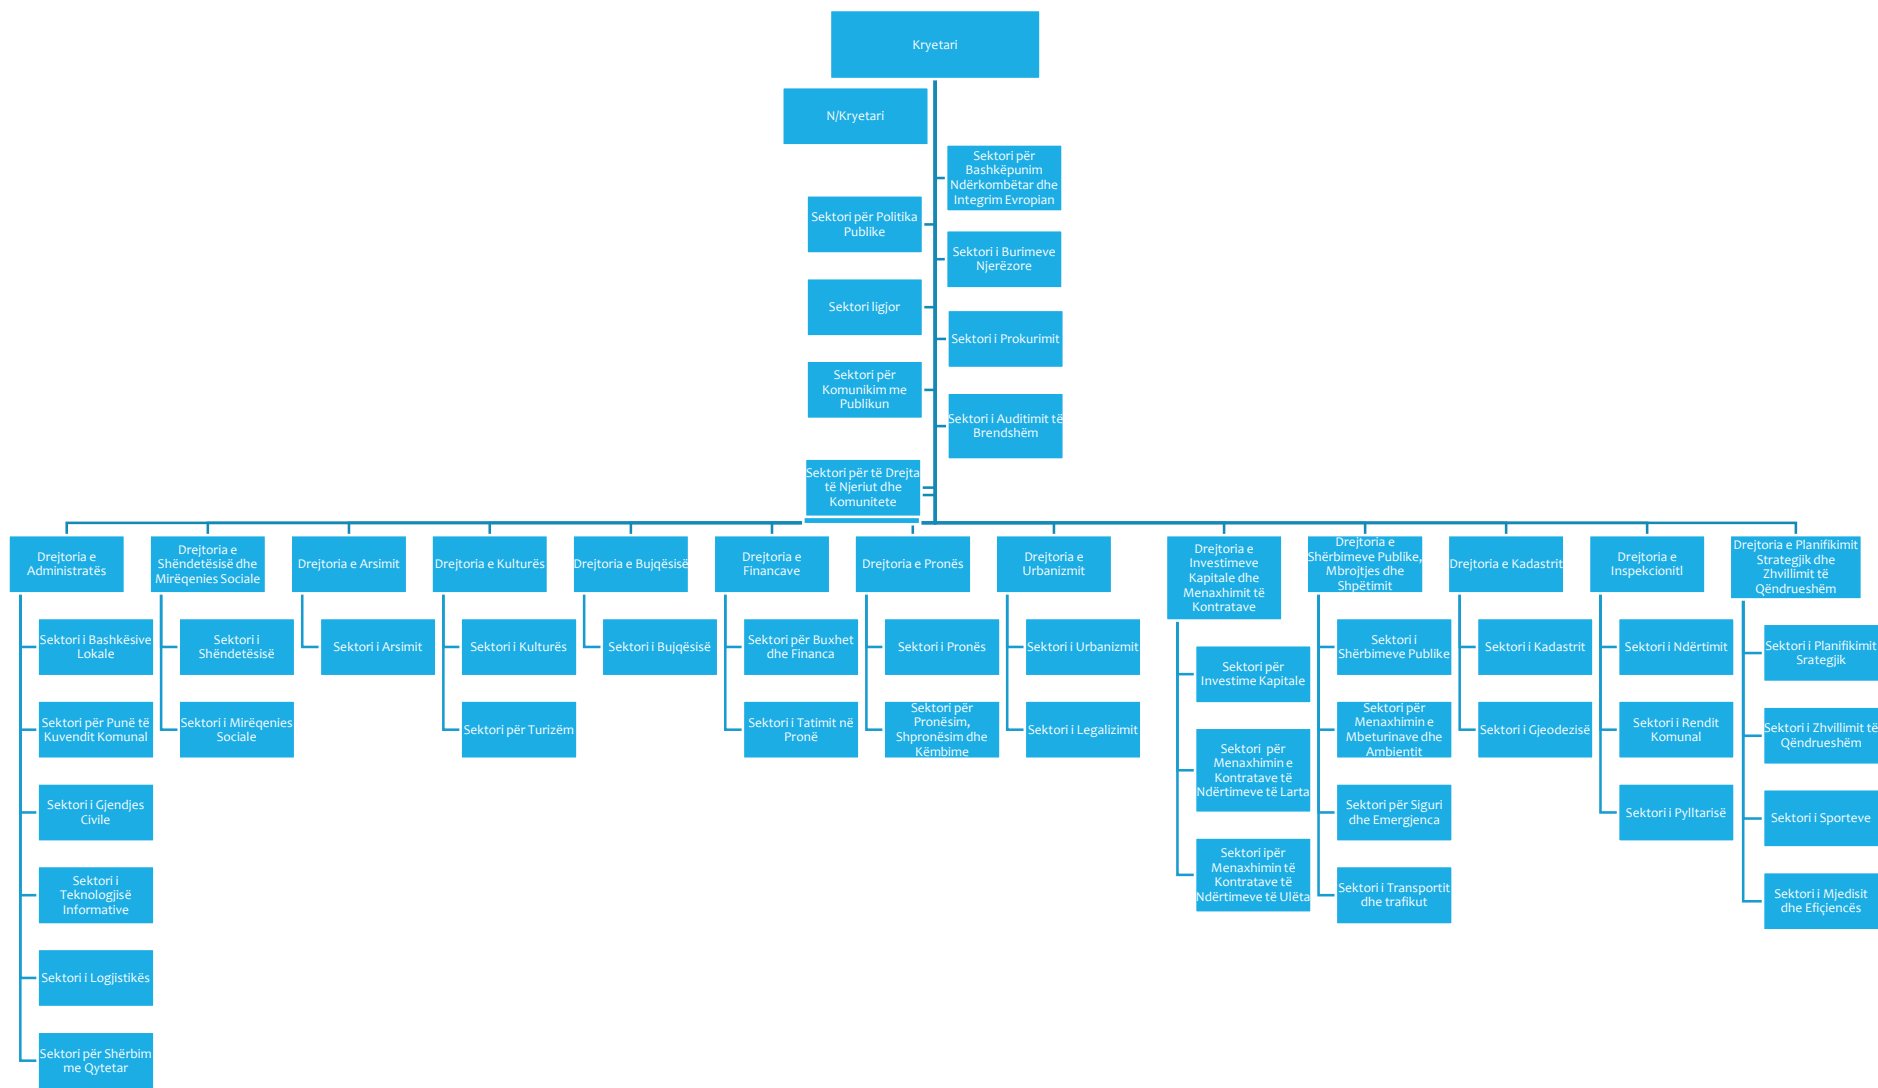 Kryetari
N/Kryetari
Sektori për
Bashkëpunim
Ndërkombëtar dhe
Integrim Evropian
Sektori për Politika
Publike
Sektori i Burimeve
Njerëzore
Sektori ligjor
Sektori i Prokurimit
Sektori për
Komunikim me
Publikun
Sektori i Auditimit të
Brendshëm
Sektori për të Drejta
të Njeriut dhe
Komunitete
Drejtoria e
Administratës
Sektori i Bashkësive
Lokale
Sektori për Punë të
Kuvendit Komunal
Sektori i Gjendjes
Civile
Sektori i
Teknologjisë
Informative
Sektori i Logjistikës
Sektori për Shërbim
me Qytetar
Drejtoria e
Shëndetësisë dhe
Mirëqenies Sociale
Sektori i
Shëndetësisë
Sektori i Mirëqenies
Sociale
Drejtoria e Arsimit
Sektori i Arsimit
Drejtoria e Kulturës
Sektori i Kulturës
Sektori për Turizëm
Drejtoria e Bujqësisë
Sektori i Bujqësisë
Drejtoria e
Financave
Sektori për Buxhet
dhe Financa
Sektori i Tatimit në
Pronë
Drejtoria e Pronës
Sektori i Pronës
Sektori për
Pronësim,
Shpronësim dhe
Këmbime
Drejtoria e
Urbanizmit
Sektori i Urbanizmit
Sektori i Legalizimit
Drejtoria e
Investimeve
Kapitale dhe
Menaxhimit të
Kontratave
Sektori për
Investime Kapitale
Sektori për
Menaxhimin e
Kontratave të
Ndërtimeve të Larta
Sektori ipër
Menaxhimin të
Kontratave të
Ndërtimeve të Ulëta
Drejtoria e
Shërbimeve Publike,
Mbrojtjes dhe
Shpëtimit
Sektori i
Shërbimeve Publike
Sektori për
Menaxhimin e
Mbeturinave dhe
Ambientit
Sektori për Siguri
dhe Emergjenca
Sektori i Transportit
dhe trafikut
Drejtoria e Kadastrit
Sektori i Kadastrit
Sektori i Gjeodezisë
Drejtoria e
Inspekcionitl
Sektori i Ndërtimit
Sektori i Rendit
Komunal
Sektori i Pylltarisë
Drejtoria e Planifikimit
Strategjik dhe
Zhvillimit të
Qëndrueshëm
Sektori i Planifikimit
Srategjik
Sektori i Zhvillimit të
Qëndrueshëm
Sektori i Sporteve
Sektori i Mjedisit
dhe Efiçiencës